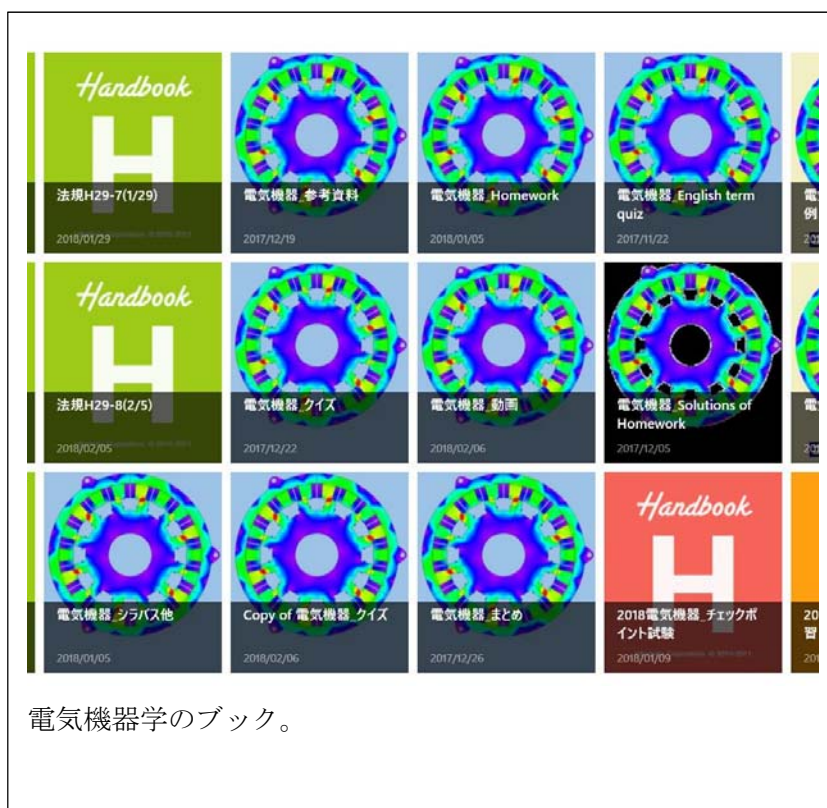 Handbook
H
法規H29-7(1/29)
2018/01/29
電気機器_参考資料
2017/12/19
電気機器_Homework
2018/01/05
電気機器_English term
quiz
2017/11/22
Handbook
H
法規H29-8(2/5)
2018/02/05
電気機器_クイズ
2017/12/22
電気機器_動画
2018/02/06
電気機器_Solutions of
Homework
2017/12/05
電気機器_シラバス他
2018/01/05
Copy of 電気機器_クイズ
2018/02/06
電気機器_まとめ
2017/12/26
Handbook
H
2018電気機器_チェックポ
イント試験
2018/01/09
電気機器学のブック。